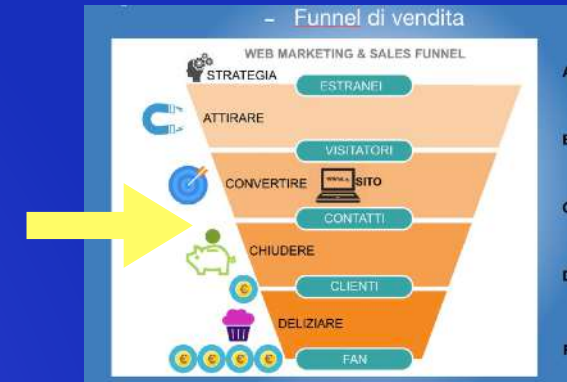 - Funnel di vendita
WEB MARKETING & SALES FUNNEL
STRATEGIA
ESTRANEI
ATTIRARE
VISITATORI
CONVERTIRE
SITO
CONTATTI
CHIUDERE
CLIENTI
DELIZIARE
FAN